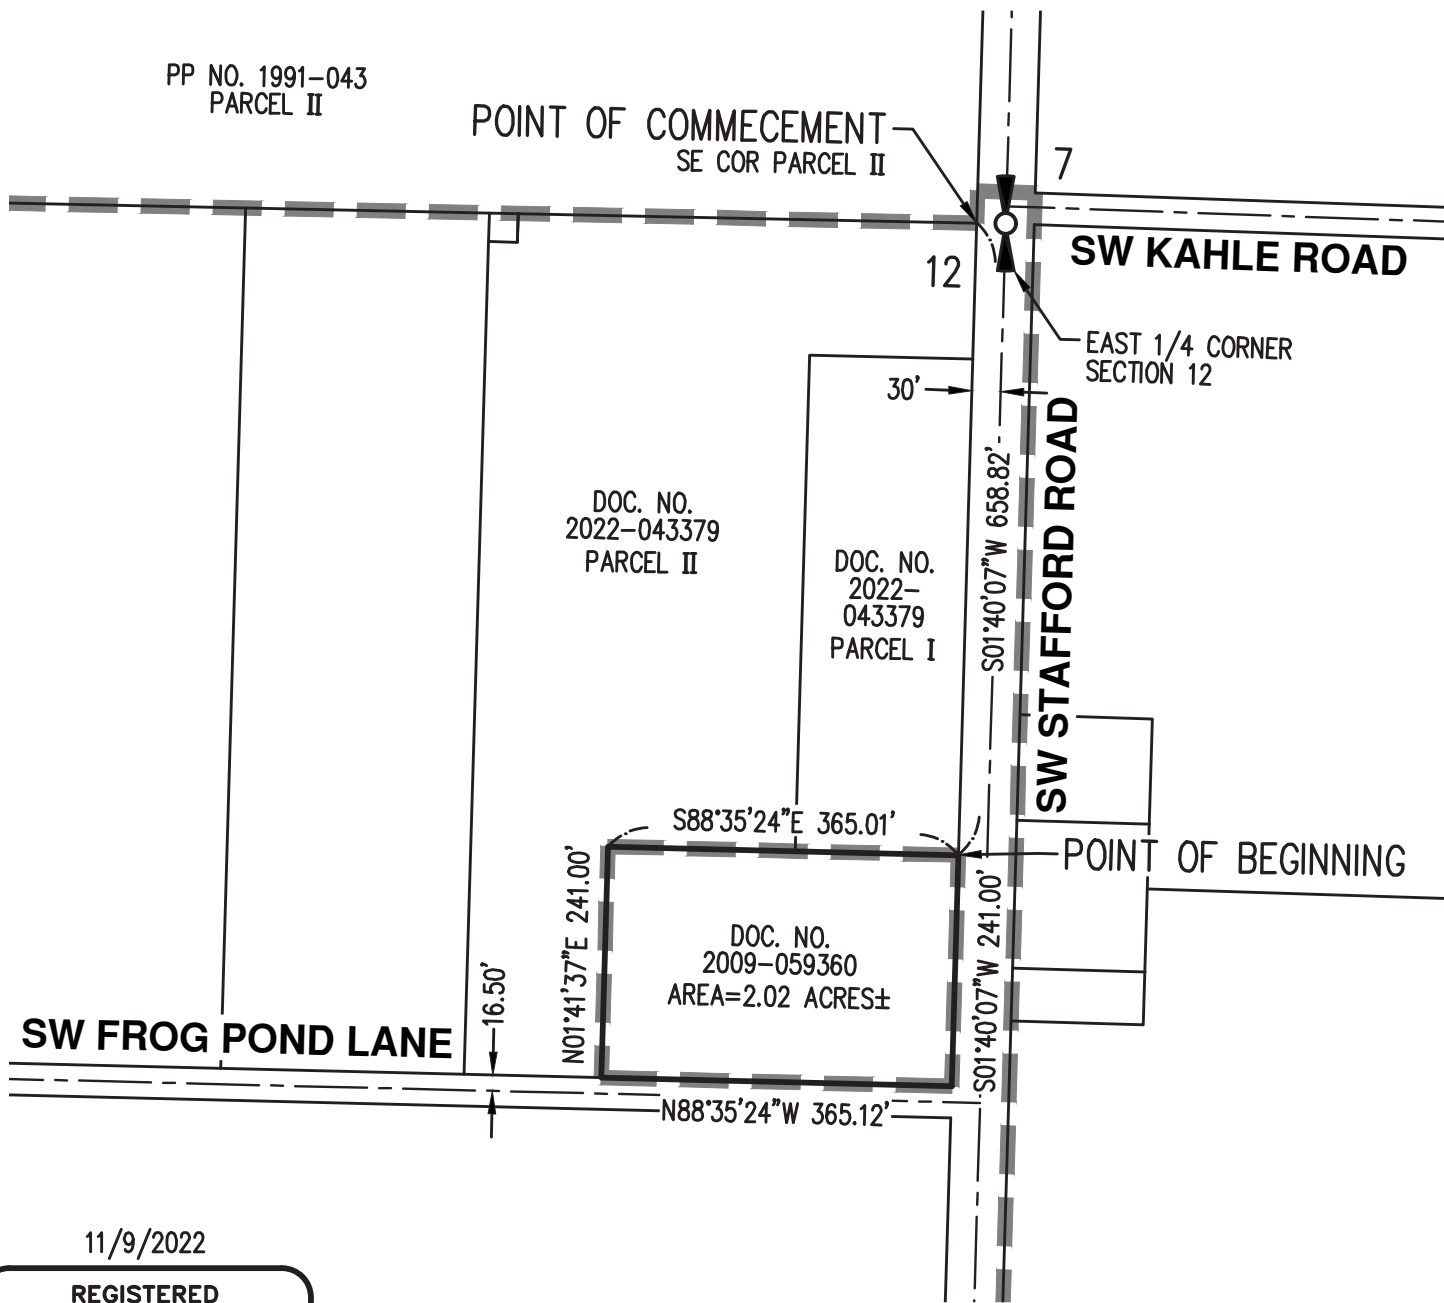 PP NO. 1991-043
PARCEL II
POINT OF COMMECEMENT
SE COR PARCEL II
7
12
SW KAHLE ROAD
EAST 1/4 CORNER
SECTION 12
30'
S01°40'07"W 658.82'
SW STAFFORD ROAD
DOC. NO.
2022-043379
PARCEL II
DOC. NO.
2022-
043379
PARCEL I
S88°35'24"E 365.01'
POINT OF BEGINNING
N01°41'37"E 241.00'
DOC. NO.
2009-059360
AREA=2.02 ACRES±
S01°40'07"W 241.00'
16.50'
SW FROG POND LANE
N88°35'24"W 365.12'
11/9/2022
REGISTERED